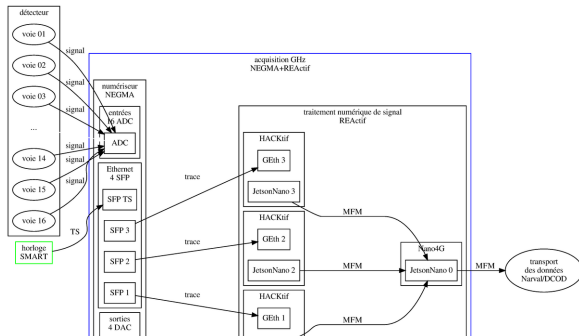 détecteur
voie 01
voie 02
voie 03
...
voie 14
voie 15
voie 16
signal
signal
signal
signal
signal
signal
horloge
SMART
TS
acquisition GHz
NEGMA+REActif
numériseur
NEGMA
entrées
16 ADC
ADC
Ethernet
4 SFP
SFP TS
SFP 3
SFP 2
SFP 1
sorties
4 DAC
trace
trace
trace
traitement numérique de signal
REActif
HACKtif
GEth 3
JetsonNano 3
HACKtif
GEth 2
JetsonNano 2
HACKtif
GEth 1
MFM
MFM
MFM
Nano4G
JetsonNano 0
MFM
transport
des données
Narval/DCOD